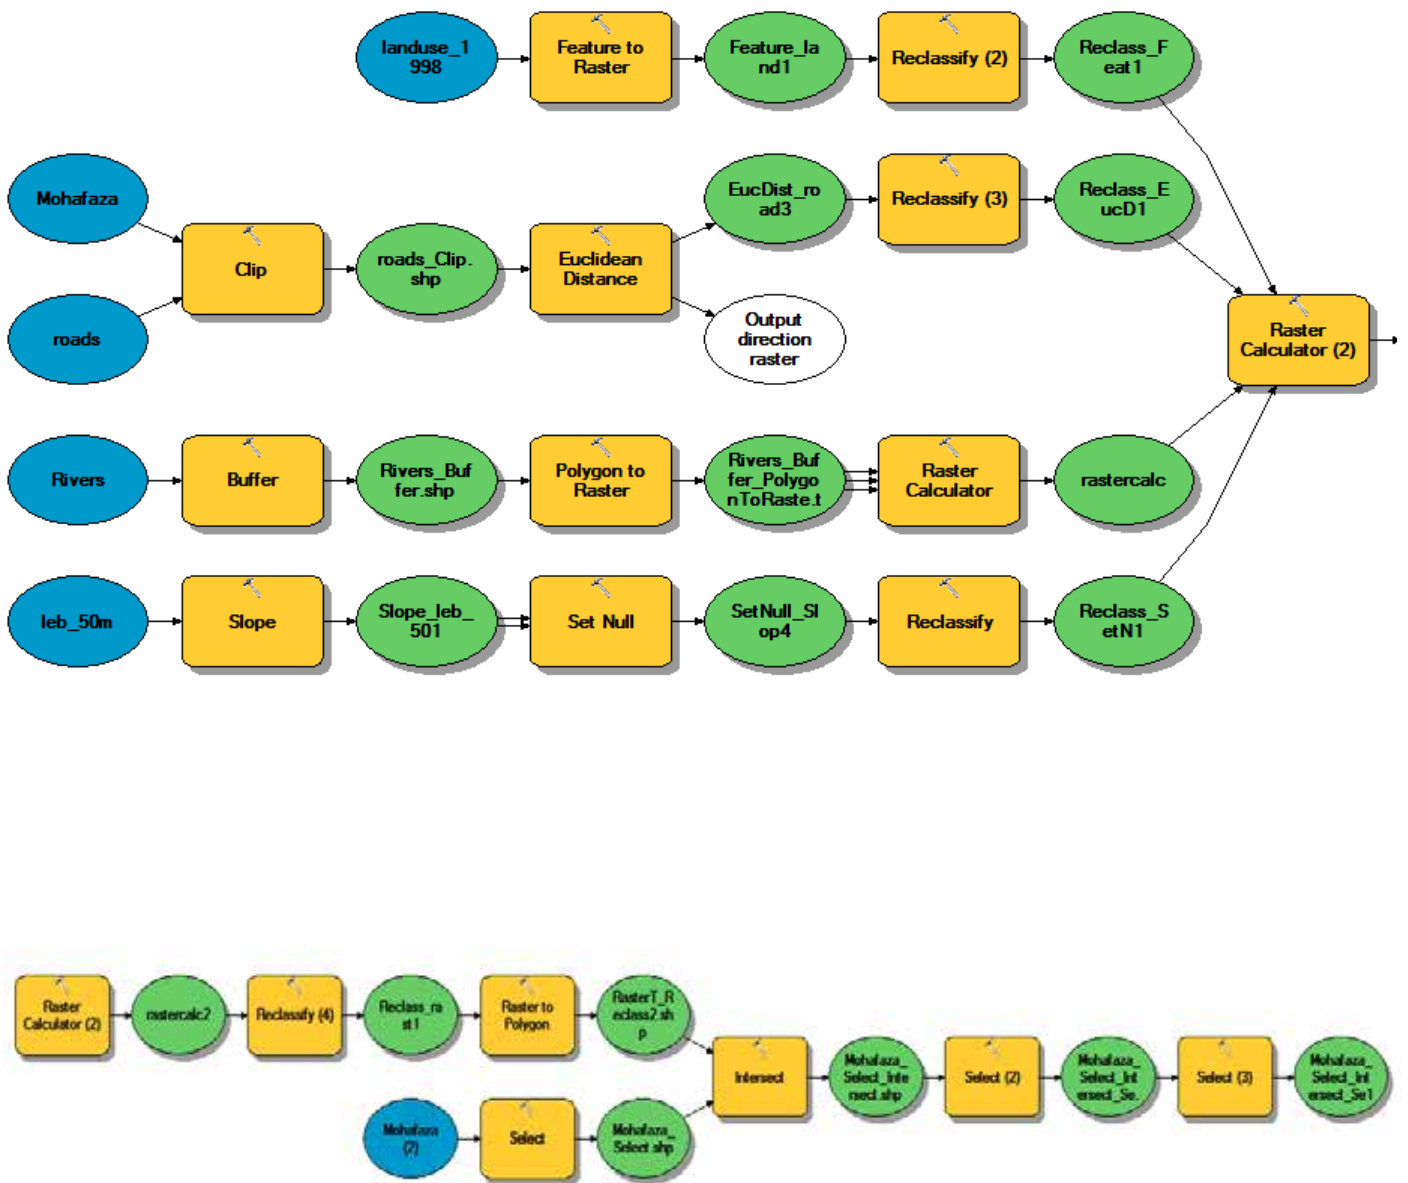 landuse_1
998
Feature to
Raster
Feature_la
nd1
Reclassify (2)
Reclass_F
eat1
Mohafaza
roads
Clip
roads_Clip.
shp
Euclidean
Distance
EucDist_ro
ad3
Output
direction
raster
Reclassify (3)
Reclass_E
ucD1
Raster
Calculator (2)
Rivers
Buffer
Rivers_Buf
fer.shp
Polygon to
Raster
Rivers_Buf
fer_Polygo
nToRaste.t
Raster
Calculator
rastercalc
leb_50m
Slope
Slope_leb_
501
Set Null
SetNull_Sl
op4
Reclassify
Reclass_S
etN1
Raster
Calculator (2)
rastercalc2
Reclassify (4)
Reclass_ra
st1
Raster to
Polygon
RasterT_R
eclass2.sh
p
Mohafaza
(2)
Select
Mohafaza_
Select.shp
Intersect
Mohafaza_
Select_Inte
rsect.shp
Select (2)
Mohafaza_
Select_Int
ersect_Se.
Select (3)
Mohafaza_
Select_Int
ersect_Se1